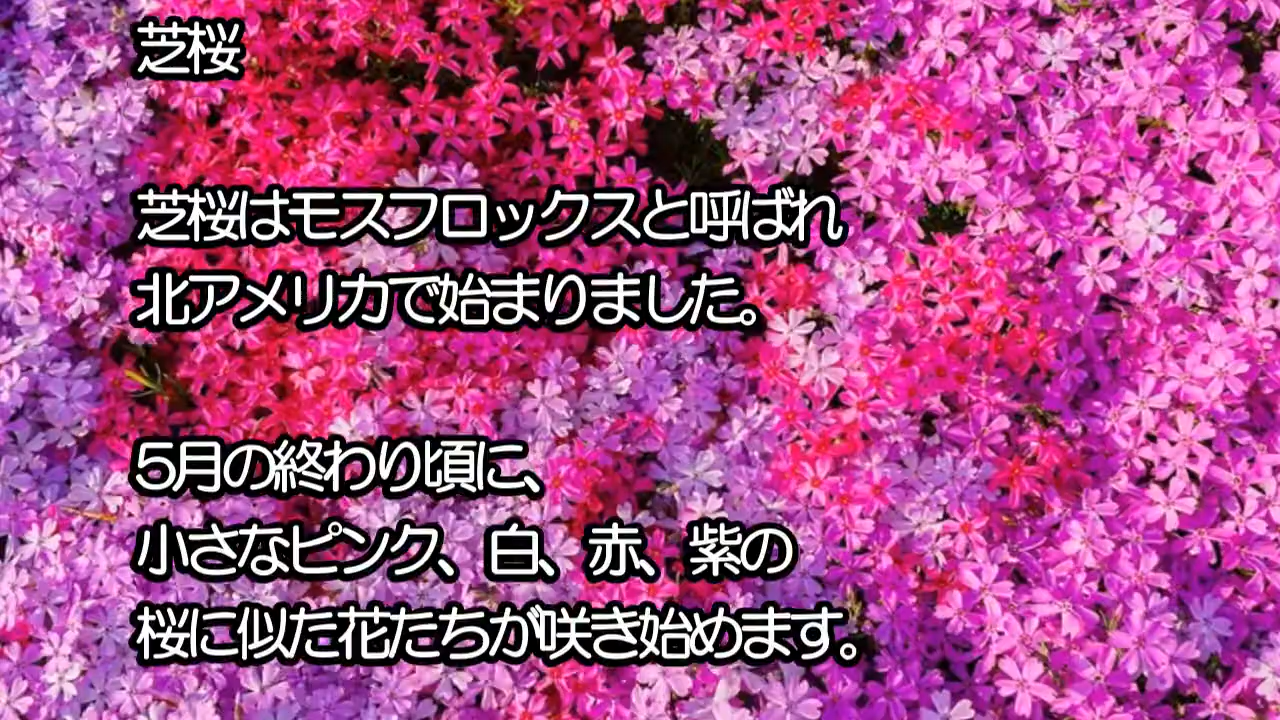 芝桜
芝桜はモスフロックスと呼ばれ
北アメリカで始まりました。
5月の終わり頃に、
小さなピンク、白、赤、紫の
桜に似た花たちが咲き始めます。